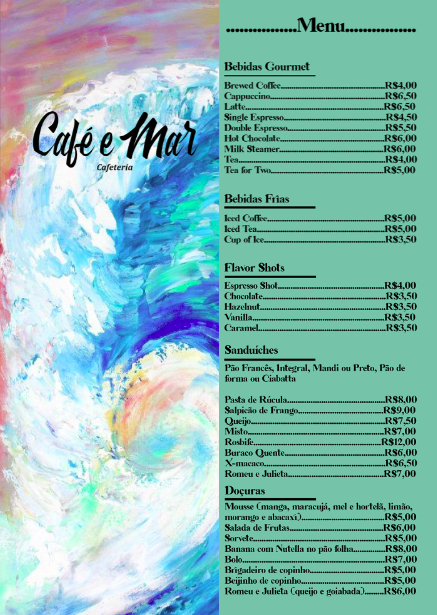 Café e Mar
Cafeteria
................Menu................
Bebidas Gourmet
Brewed Coffee................R$4,00
Cappuccino................R$6,50
Latte................R$6,50
Single Espresso................R$4,50
Double Espresso................R$5,50
Hot Chocolate................R$6,00
Milk Steamer................R$6,00
Tea................R$4,00
Tea for Two................R$5,00
Bebidas Frias
Iced Coffee................R$5,00
Iced Tea................R$5,00
Cup of Ice................R$3,50
Flavor Shots
Espresso Shot................R$4,00
Chocolate................R$3,50
Hazelnut................R$3,50
Vanilla................R$3,50
Caramel................R$3,50
Sanduíches
Pão Francês, Integral, Mandi ou Preto, Pão de
forma ou Ciabatta
Pasta de Rúcula................R$8,00
Salpicão de Frango................R$9,00
Queijo................R$7,50
Misto................R$7,00
Rosbife................R$12,00
Buraco Quente................R$6,00
X-macaco................R$6,50
Romeu e Julieta................R$7,00
Doçuras
Mousse (manga, maracujá, mel e hortelã, limão,
morango e abacaxi)................R$5,00
Salada de Frutas................R$6,00
Sorvete................R$5,00
Banana com Nutella no pão folha................R$8,00
Bolo................R$7,00
Brigadeiro de copinho................R$5,00
Beijinho de copinho................R$5,00
Romeu e Julieta (queijo e goiabada)................R$6,00